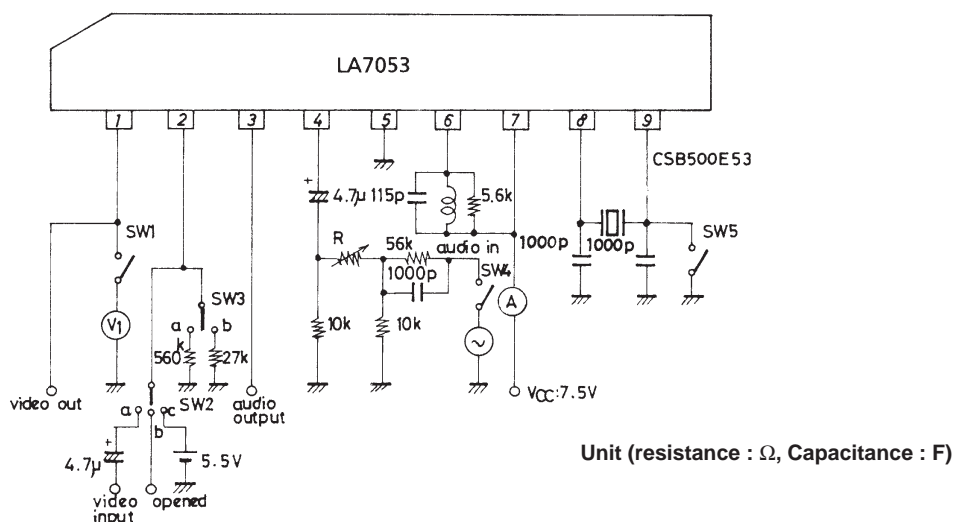 LA7053
1 2 3 4 5 6 7 8 9
CSB500E53
+
4.7μ 115p 5.6k
SW1
R 56k 1000p 1000p SW5
audio in
1000p SW4
SW3
V1 A
a b
k
560 27k 10k 10k
video out SW2 audio
output
VCC:7.5V
a c
b
+
4.7μ 5.5V
Unit (resistance : Ω, Capacitance : F)
video
input opened